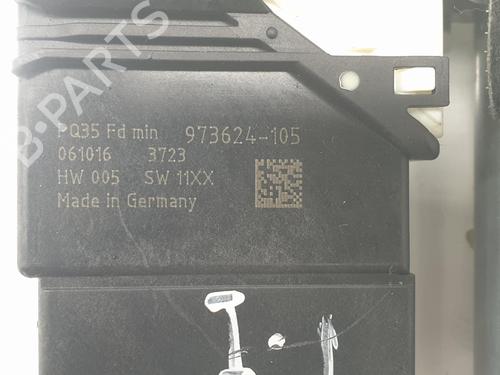 B-PARTS
PQ35 Fd min 973624-105
061016 3723
HW 005 SW 11XX
Made in Germany